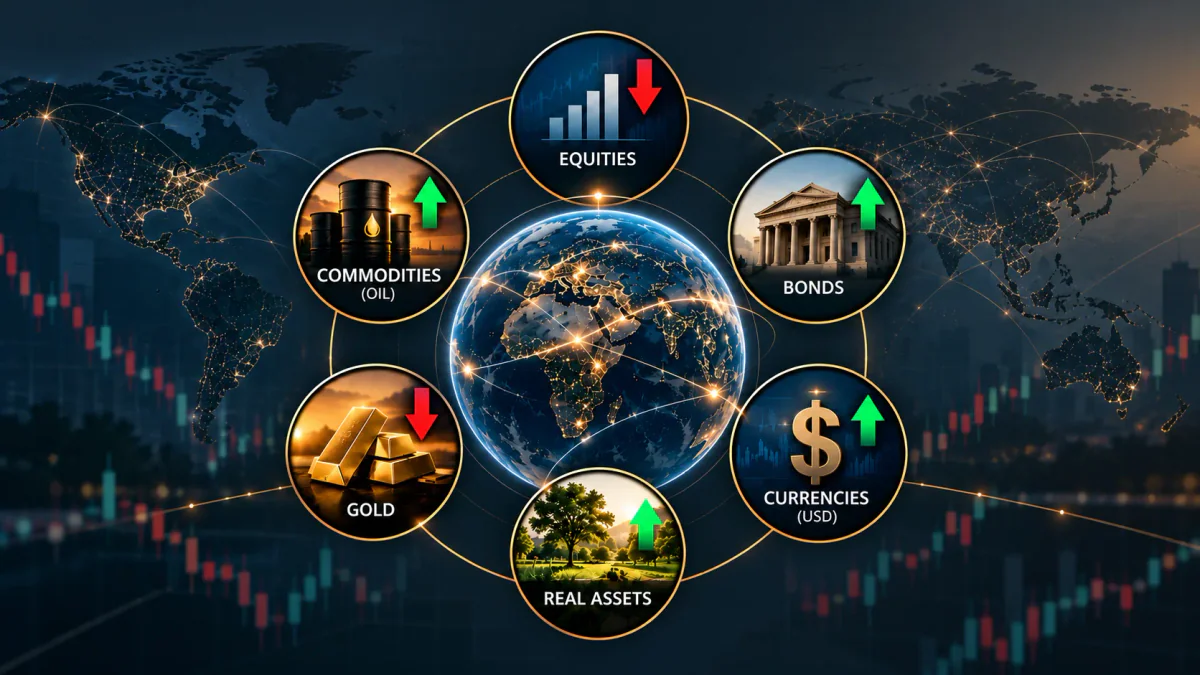 EQUITIES
COMMODITIES
(OIL)
BONDS
GOLD
CURRENCIES
(USD)
REAL ASSETS